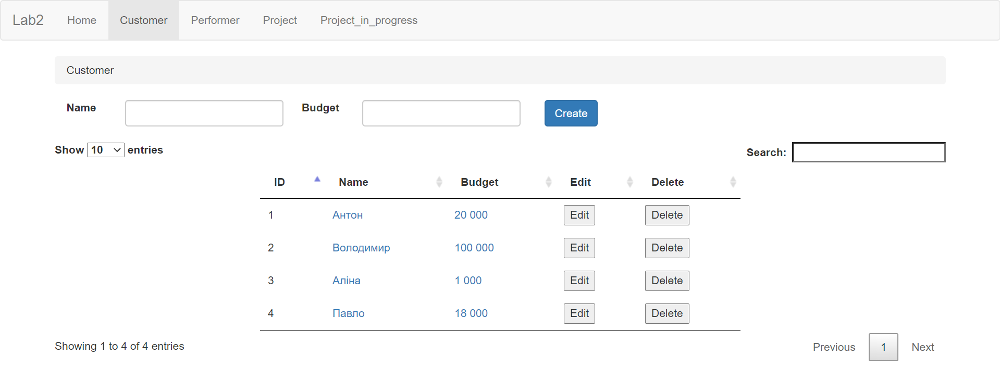 Lab2 Home Customer Performer Project Project_in_progress
Customer
Name Budget Create
Show 10 entries Search:
ID Name Budget Edit Delete
1 Антон 20 000 Edit Delete
2 Володимир 100 000 Edit Delete
3 Аліна 1 000 Edit Delete
4 Павло 18 000 Edit Delete
Showing 1 to 4 of 4 entries Previous 1 Next